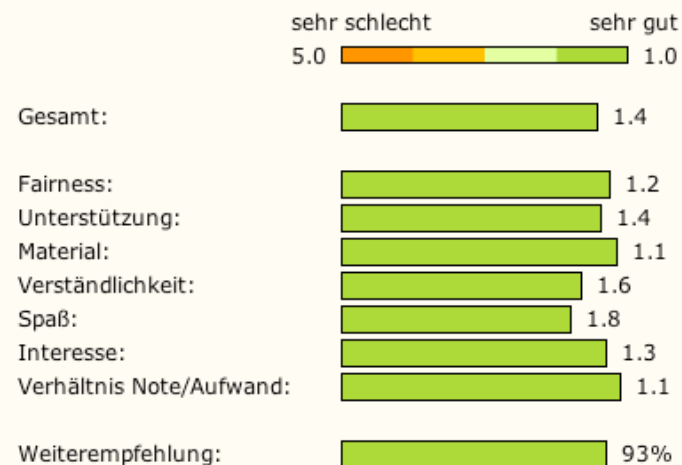 sehr schlecht sehr gut
5.0 1.0
Gesamt: 1.4
Fairness: 1.2
Unterstützung: 1.4
Material: 1.1
Verständlichkeit: 1.6
Spaß: 1.8
Interesse: 1.3
Verhältnis Note/Aufwand: 1.1
Weiterempfehlung: 93%